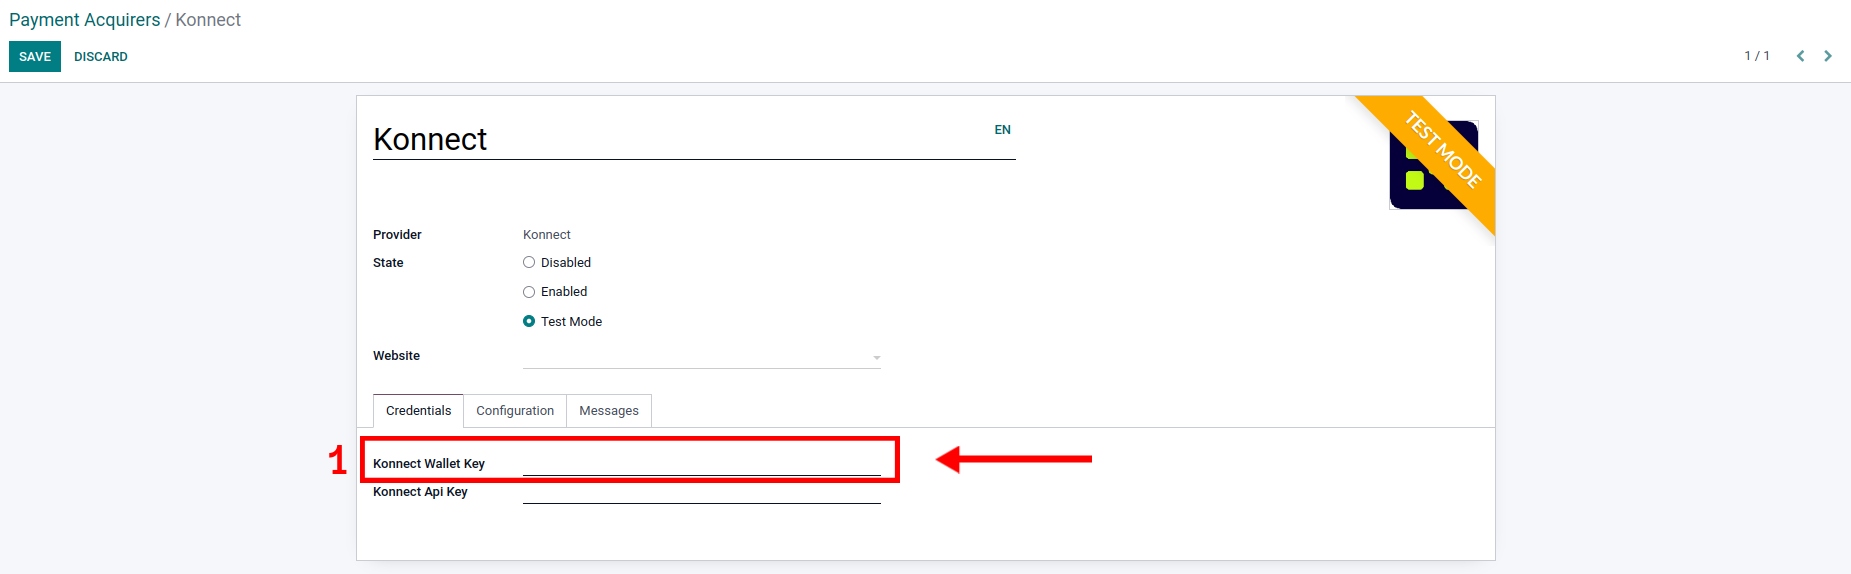 Payment Acquirers / Konnect
SAVE DISCARD
1 / 1
Konnect EN
TEST MODE
Provider Konnect
State Disabled
Enabled
Test Mode
Website
Credentials Configuration Messages
1 Konnect Wallet Key
Konnect Api Key